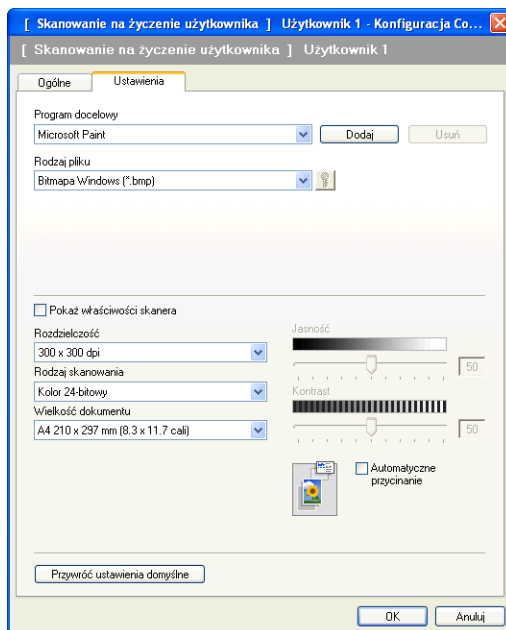 [ Skanowanie na życzenie użytkownika ] Użytkownik 1 - Konfiguracja Co...
[ Skanowanie na życzenie użytkownika ] Użytkownik 1
Ogólne Ustawienia
Program docelowy
Microsoft Paint Dodaj Usuń
Rodzaj pliku
Bitmapa Windows (*.bmp)
Pokaż właściwości skanera
Rozdzielczość Jasność
300 x 300 dpi 50
Rodzaj skanowania
Kolor 24-bitowy Kontrast
Wielkość dokumentu
A4 210 x 297 mm (8.3 x 11.7 cali) 50
Automatyczne
przycinanie
Przywróć ustawienia domyślne
OK Anuluj